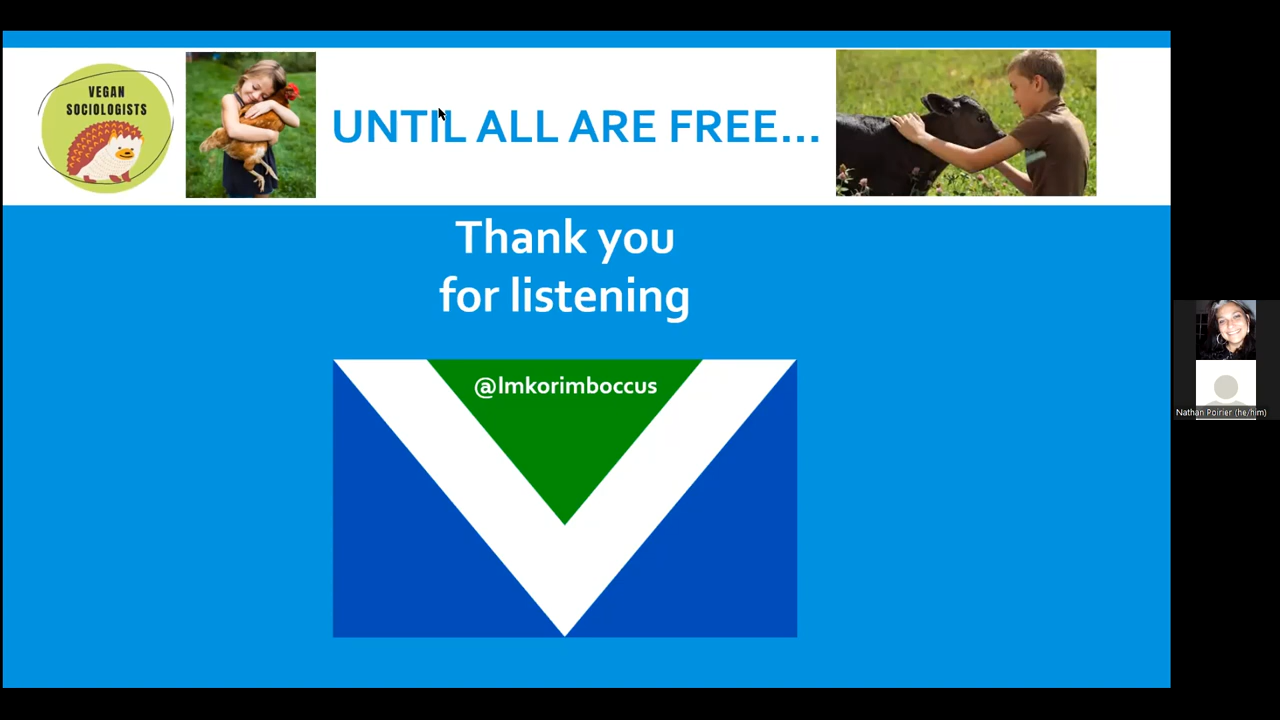 VEGAN
SOCIOLOGISTS
UNTIL ALL ARE FREE...
Thank you
for listening
@lmkorimboccus
Nathan Poirier (he/him)